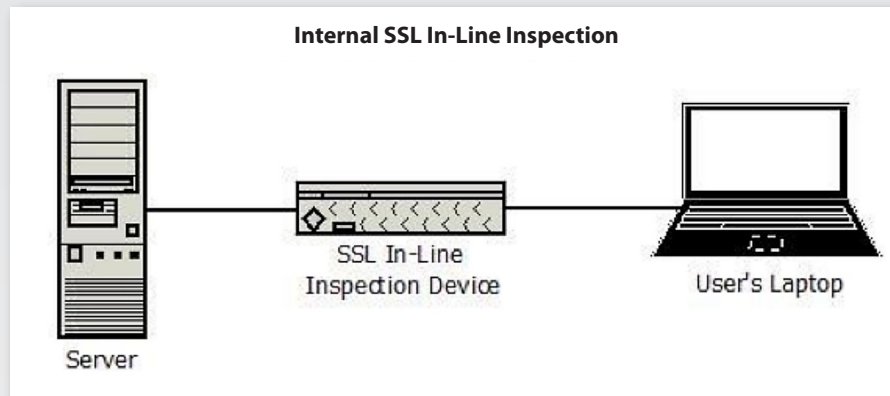 Internal SSL In-Line Inspection
SSL In-Line
Inspection Device
User's Laptop
Server